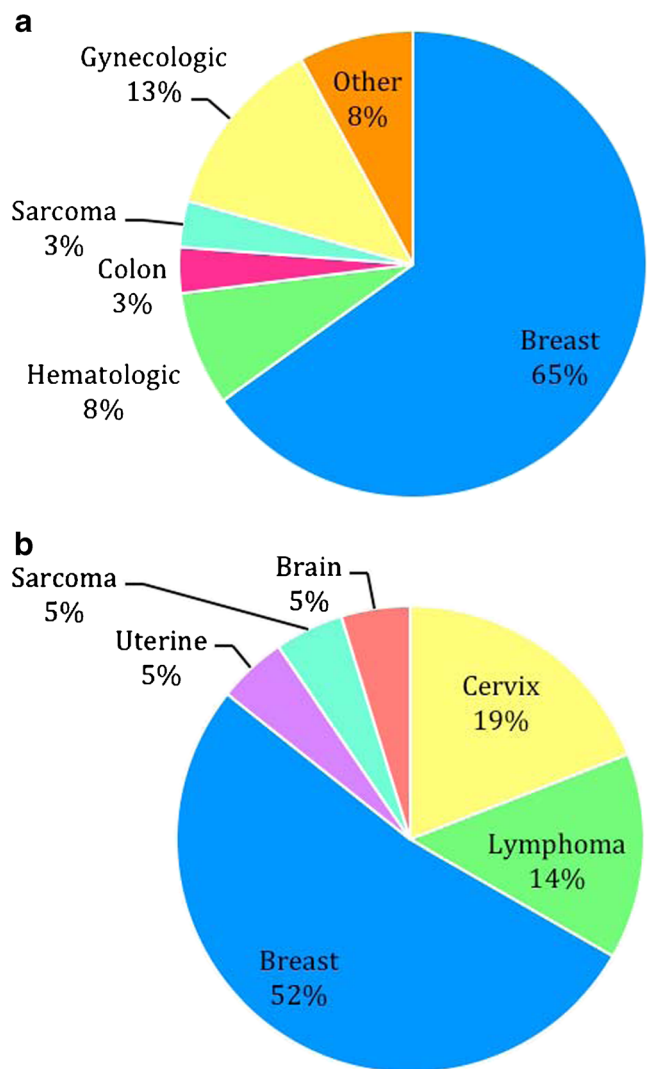 a
Gynecologic
13%
Other
8%
Sarcoma
3%
Colon
3%
Hematologic
8%
Breast
65%
b
Sarcoma
5%
Brain
5%
Uterine
5%
Cervix
19%
Lymphoma
14%
Breast
52%